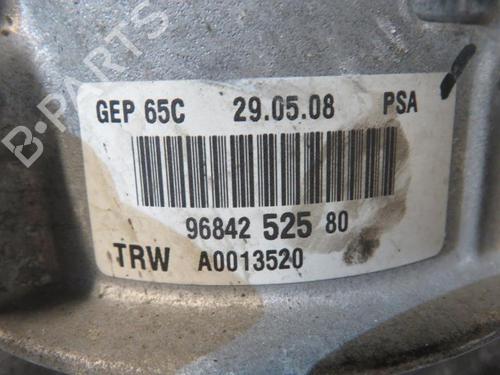 B-PARTS
GEP 65C 29.05.08 PSA
96842 525 80
TRW A0013520